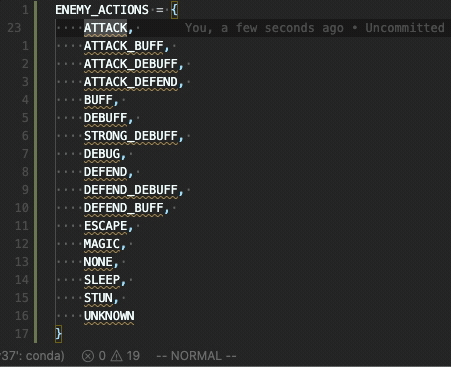 1 ENEMY_ACTIONS = {
23 ATTACK, You, a few seconds ago • Uncommitted
1 ATTACK_BUFF,
2 ATTACK_DEBUFF,
3 ATTACK_DEFEND,
4 BUFF,
5 DEBUFF,
6 STRONG_DEBUFF,
7 DEBUG,
8 DEFEND,
9 DEFEND_DEBUFF,
10 DEFEND_BUFF,
11 ESCAPE,
12 MAGIC,
13 NONE,
14 SLEEP,
15 STUN,
16 UNKNOWN
17 }
37': conda) 0 19 -- NORMAL --